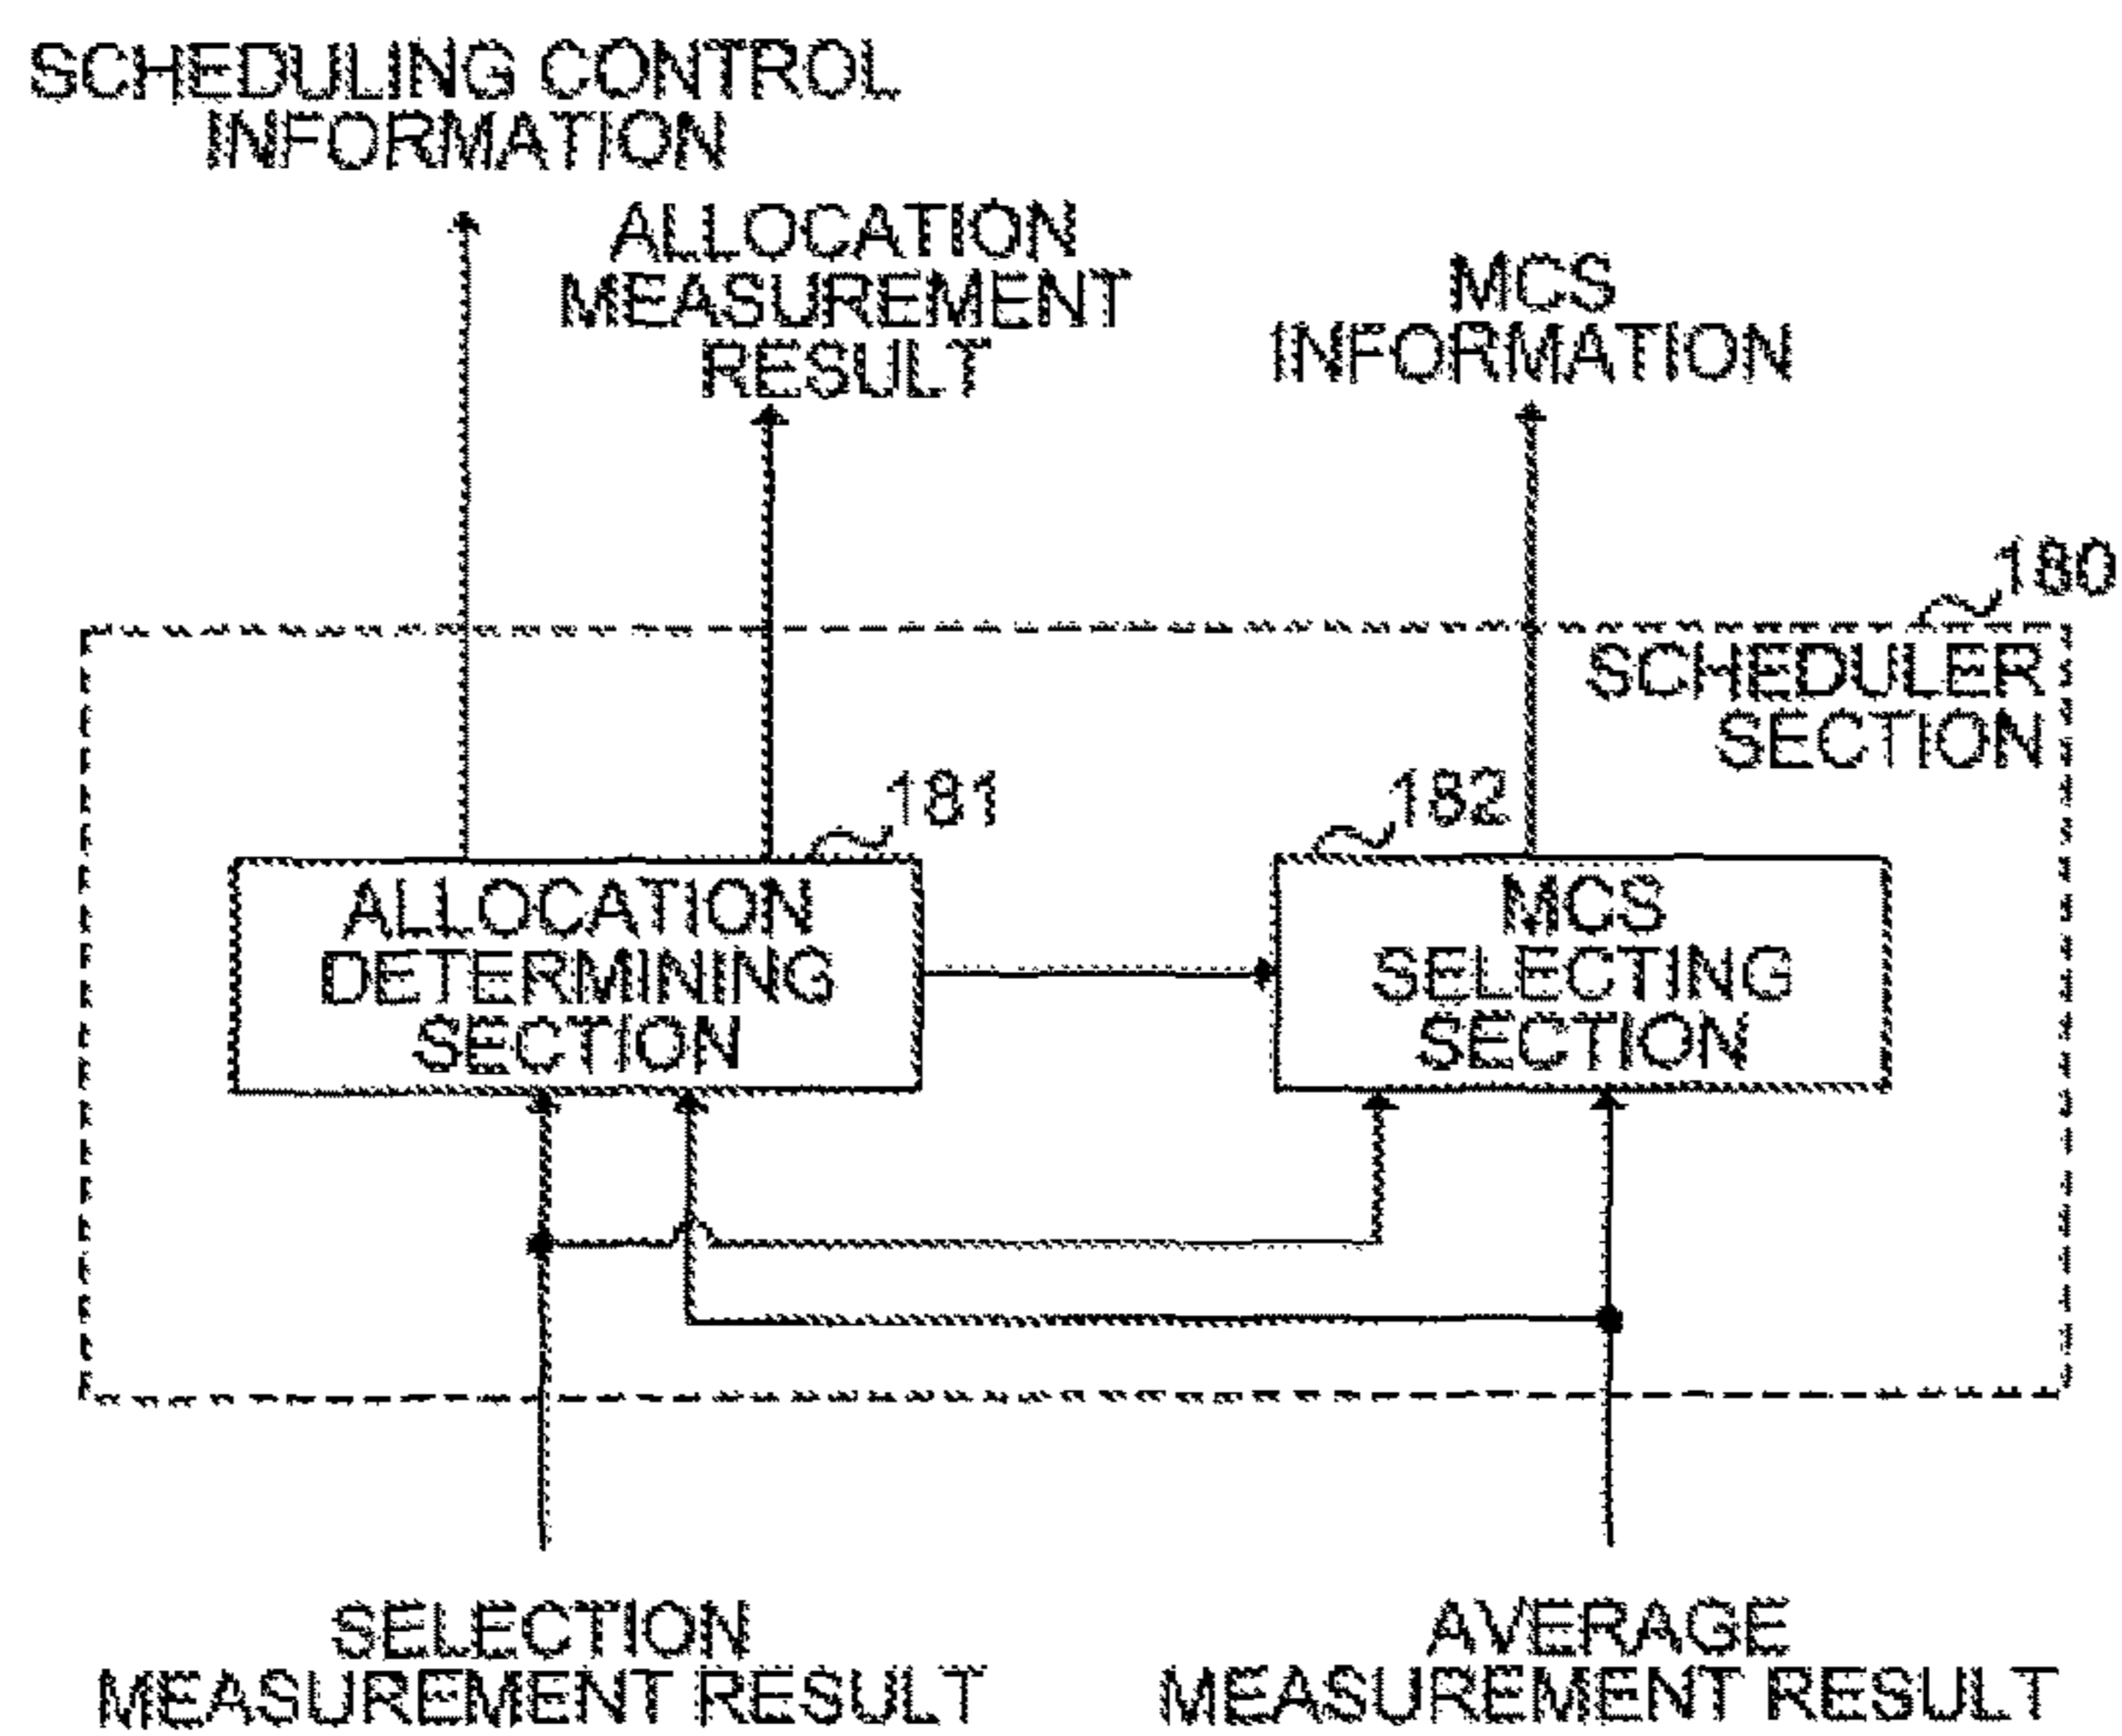 SCHEDULING CONTROL
INFORMATION
ALLOCATION
MEASUREMENT
RESULT
MCS
INFORMATION
180
SCHEDULER
SECTION
181
182
ALLOCATION
DETERMINING
SECTION
MCS
SELECTING
SECTION
SELECTION
MEASUREMENT RESULT
AVERAGE
MEASUREMENT RESULT